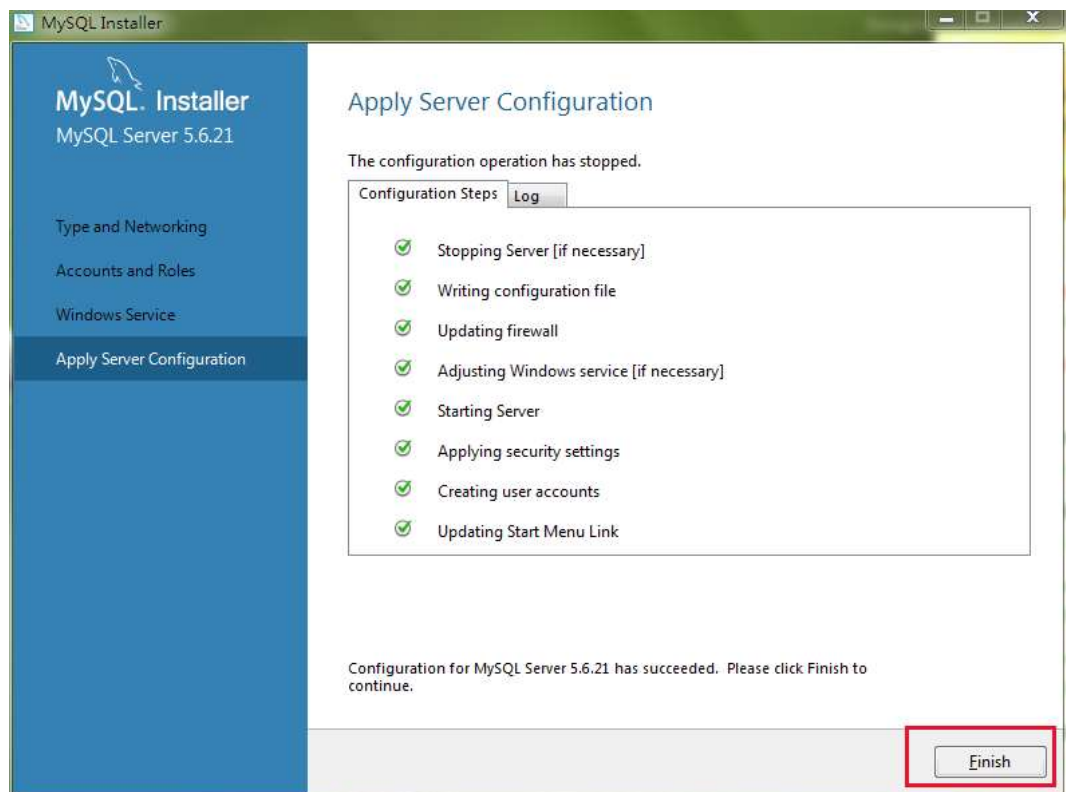 MySQL Installer
MySQL. Installer
MySQL Server 5.6.21
Type and Networking
Accounts and Roles
Windows Service
Apply Server Configuration
Apply Server Configuration
The configuration operation has stopped.
Configuration Steps
Log
Stopping Server [if necessary]
Writing configuration file
Updating firewall
Adjusting Windows service [if necessary]
Starting Server
Applying security settings
Creating user accounts
Updating Start Menu Link
Configuration for MySQL Server 5.6.21 has succeeded. Please click Finish to
continue.
Finish